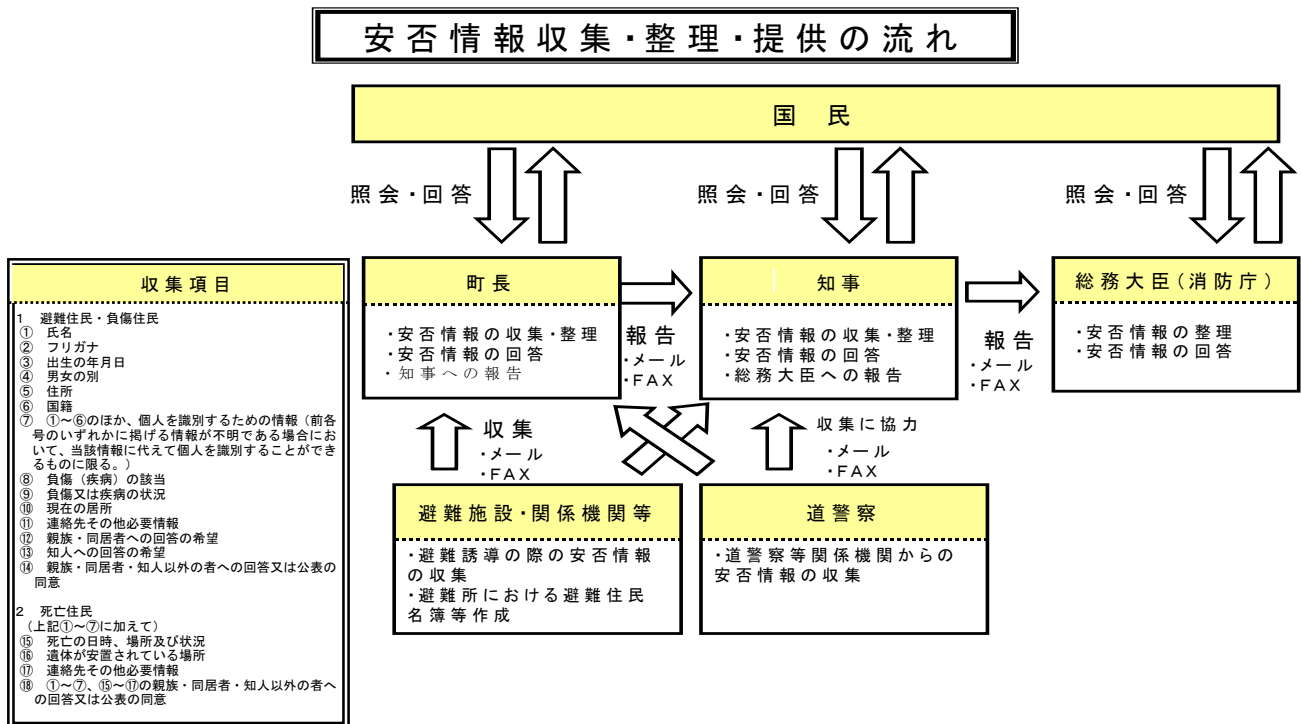 安否情報収集・整理・提供の流れ
国民
照会・回答
照会・回答
照会・回答
収集項目
1 避難住民・負傷住民
① 氏名
② フリガナ
③ 出生の年月日
④ 男女の別
⑤ 住所
⑥ 国籍
⑦ ①～⑥のほか、個人を識別するための情報（前各
号のいずれかに掲げる情報が不明である場合にお
いて、当該情報に代えて個人を識別することができ
るものに限る。）
⑧ 負傷（疾病）の該当
⑨ 負傷又は疾病の状況
⑩ 現在の居所
⑪ 連絡先その他必要情報
⑫ 親族・同居者への回答の希望
⑬ 知人への回答の希望
⑭ 親族・同居者・知人以外の者への回答又は公表の
同意
2 死亡住民
（上記①～⑦に加えて）
⑮ 死亡の日時、場所及び状況
⑯ 遺体が安置されている場所
⑰ 連絡先その他必要情報
⑱ ①～⑦、⑮～⑰の親族・同居者・知人以外の者へ
の回答又は公表の同意
町長
・安否情報の収集・整理
・安否情報の回答
・知事への報告
報告
・メール
・FAX
知事
・安否情報の収集・整理
・安否情報の回答
・総務大臣への報告
報告
・メール
・FAX
総務大臣（消防庁）
・安否情報の整理
・安否情報の回答
収集
・メール
・FAX
収集に協力
・メール
・FAX
避難施設・関係機関等
・避難誘導の際の安否情報
の収集
・避難所における避難住民
名簿等作成
道警察
・道警察等関係機関からの
安否情報の収集